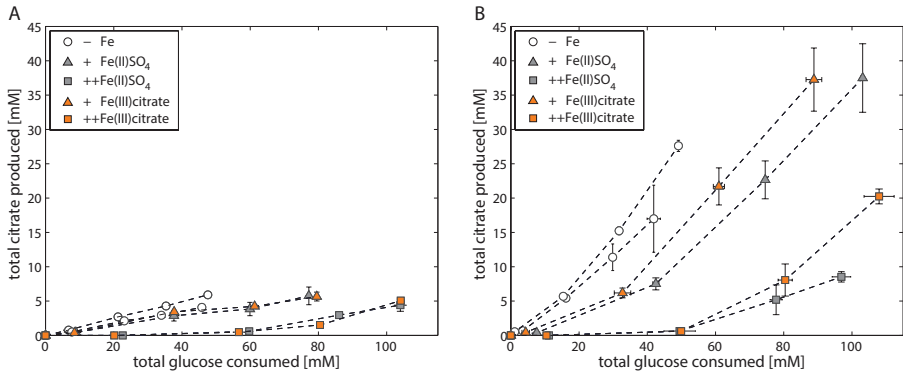 A
B
45
40
35
30
25
20
15
10
5
0
total citrate produced [mM]
– Fe
+ Fe(II)SO4
++Fe(II)SO4
+ Fe(III)citrate
++Fe(III)citrate
0 20 40 60 80 100
total glucose consumed [mM]
45
40
35
30
25
20
15
10
5
0
total citrate produced [mM]
– Fe
+ Fe(II)SO4
++Fe(II)SO4
+ Fe(III)citrate
++Fe(III)citrate
0 20 40 60 80 100
total glucose consumed [mM]